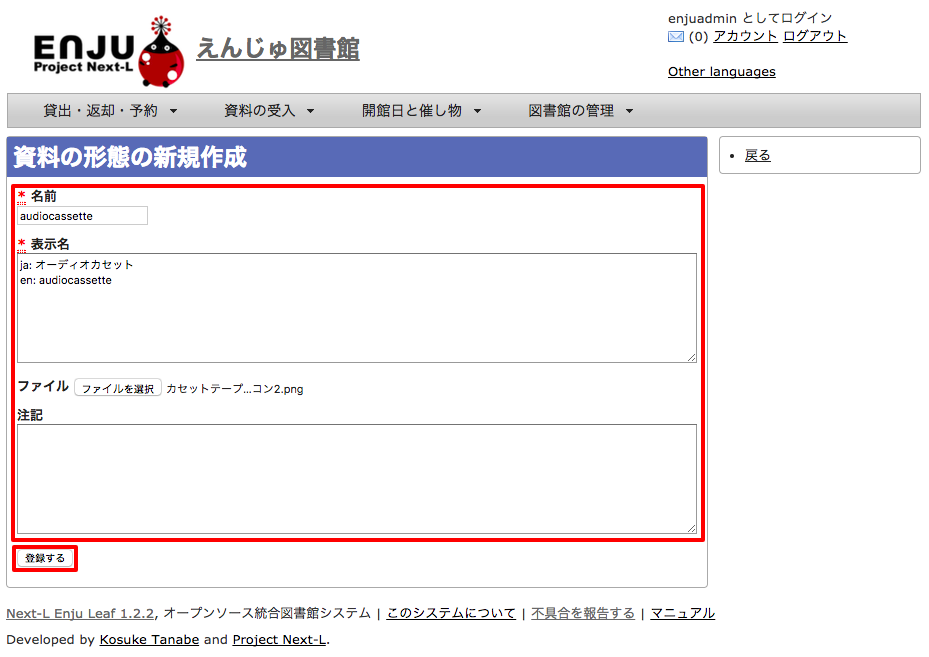 enjuadmin としてログイン
ENJU
Project Next-L
えんじゅ図書館
(0) アカウント ログアウト
Other languages
貸出・返却・予約 資料の受入 開館日と催し物 図書館の管理
資料の形態の新規作成
• 戻る
* 名前
audiocassette
* 表示名
ja: オーディオカセット
en: audiocassette
ファイル ファイルを選択 カセットテープ...コン2.png
注記
登録する
Next-L Enju Leaf 1.2.2, オープンソース統合図書館システム | このシステムについて | 不具合を報告する | マニュアル
Developed by Kosuke Tanabe and Project Next-L.